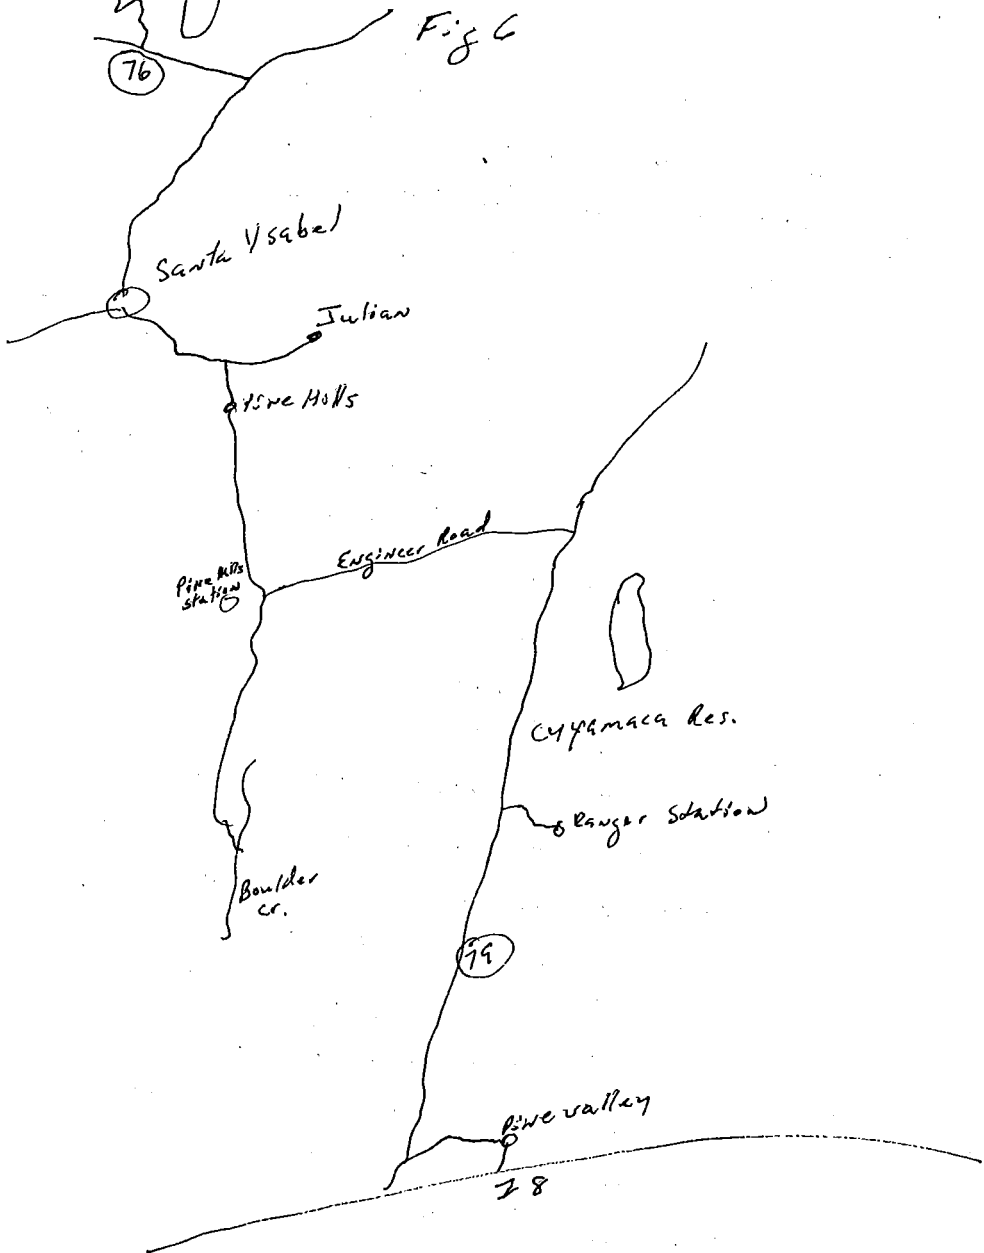 Fig 6
76
Santa Ysabel
Julian
Pine Hills
Engineer Road
Pine Hills
Station
Cuyamaca Res.
Ranger Station
Boulder
cr.
79
Pine valley
I 8